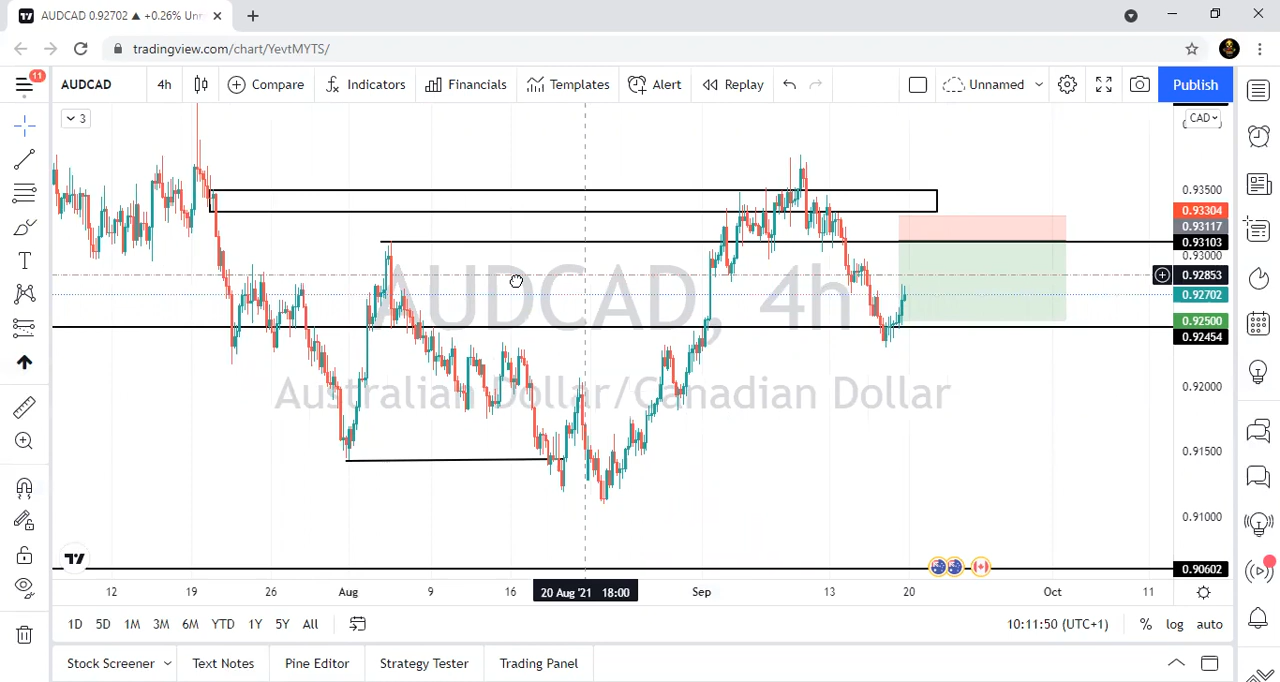 AUDCAD 0.92702 ▲ +0.26% Un
tradingview.com/chart/YevtMYTS/
11
AUDCAD 4h Compare Indicators Financials Templates Alert Replay Unnamed Publish
3
CAD
0.93500
0.93304
0.93117
0.93103
0.93000
0.92853
0.92702
0.92500
0.92454
0.92000
0.91500
0.91000
0.90602
AUDCAD, 4h
Australian Dollar/Canadian Dollar
12 19 26 Aug 9 16 20 Aug '21 18:00 Sep 13 20 Oct 11
1D 5D 1M 3M 6M YTD 1Y 5Y All 10:11:50 (UTC+1) % log auto
Stock Screener Text Notes Pine Editor Strategy Tester Trading Panel